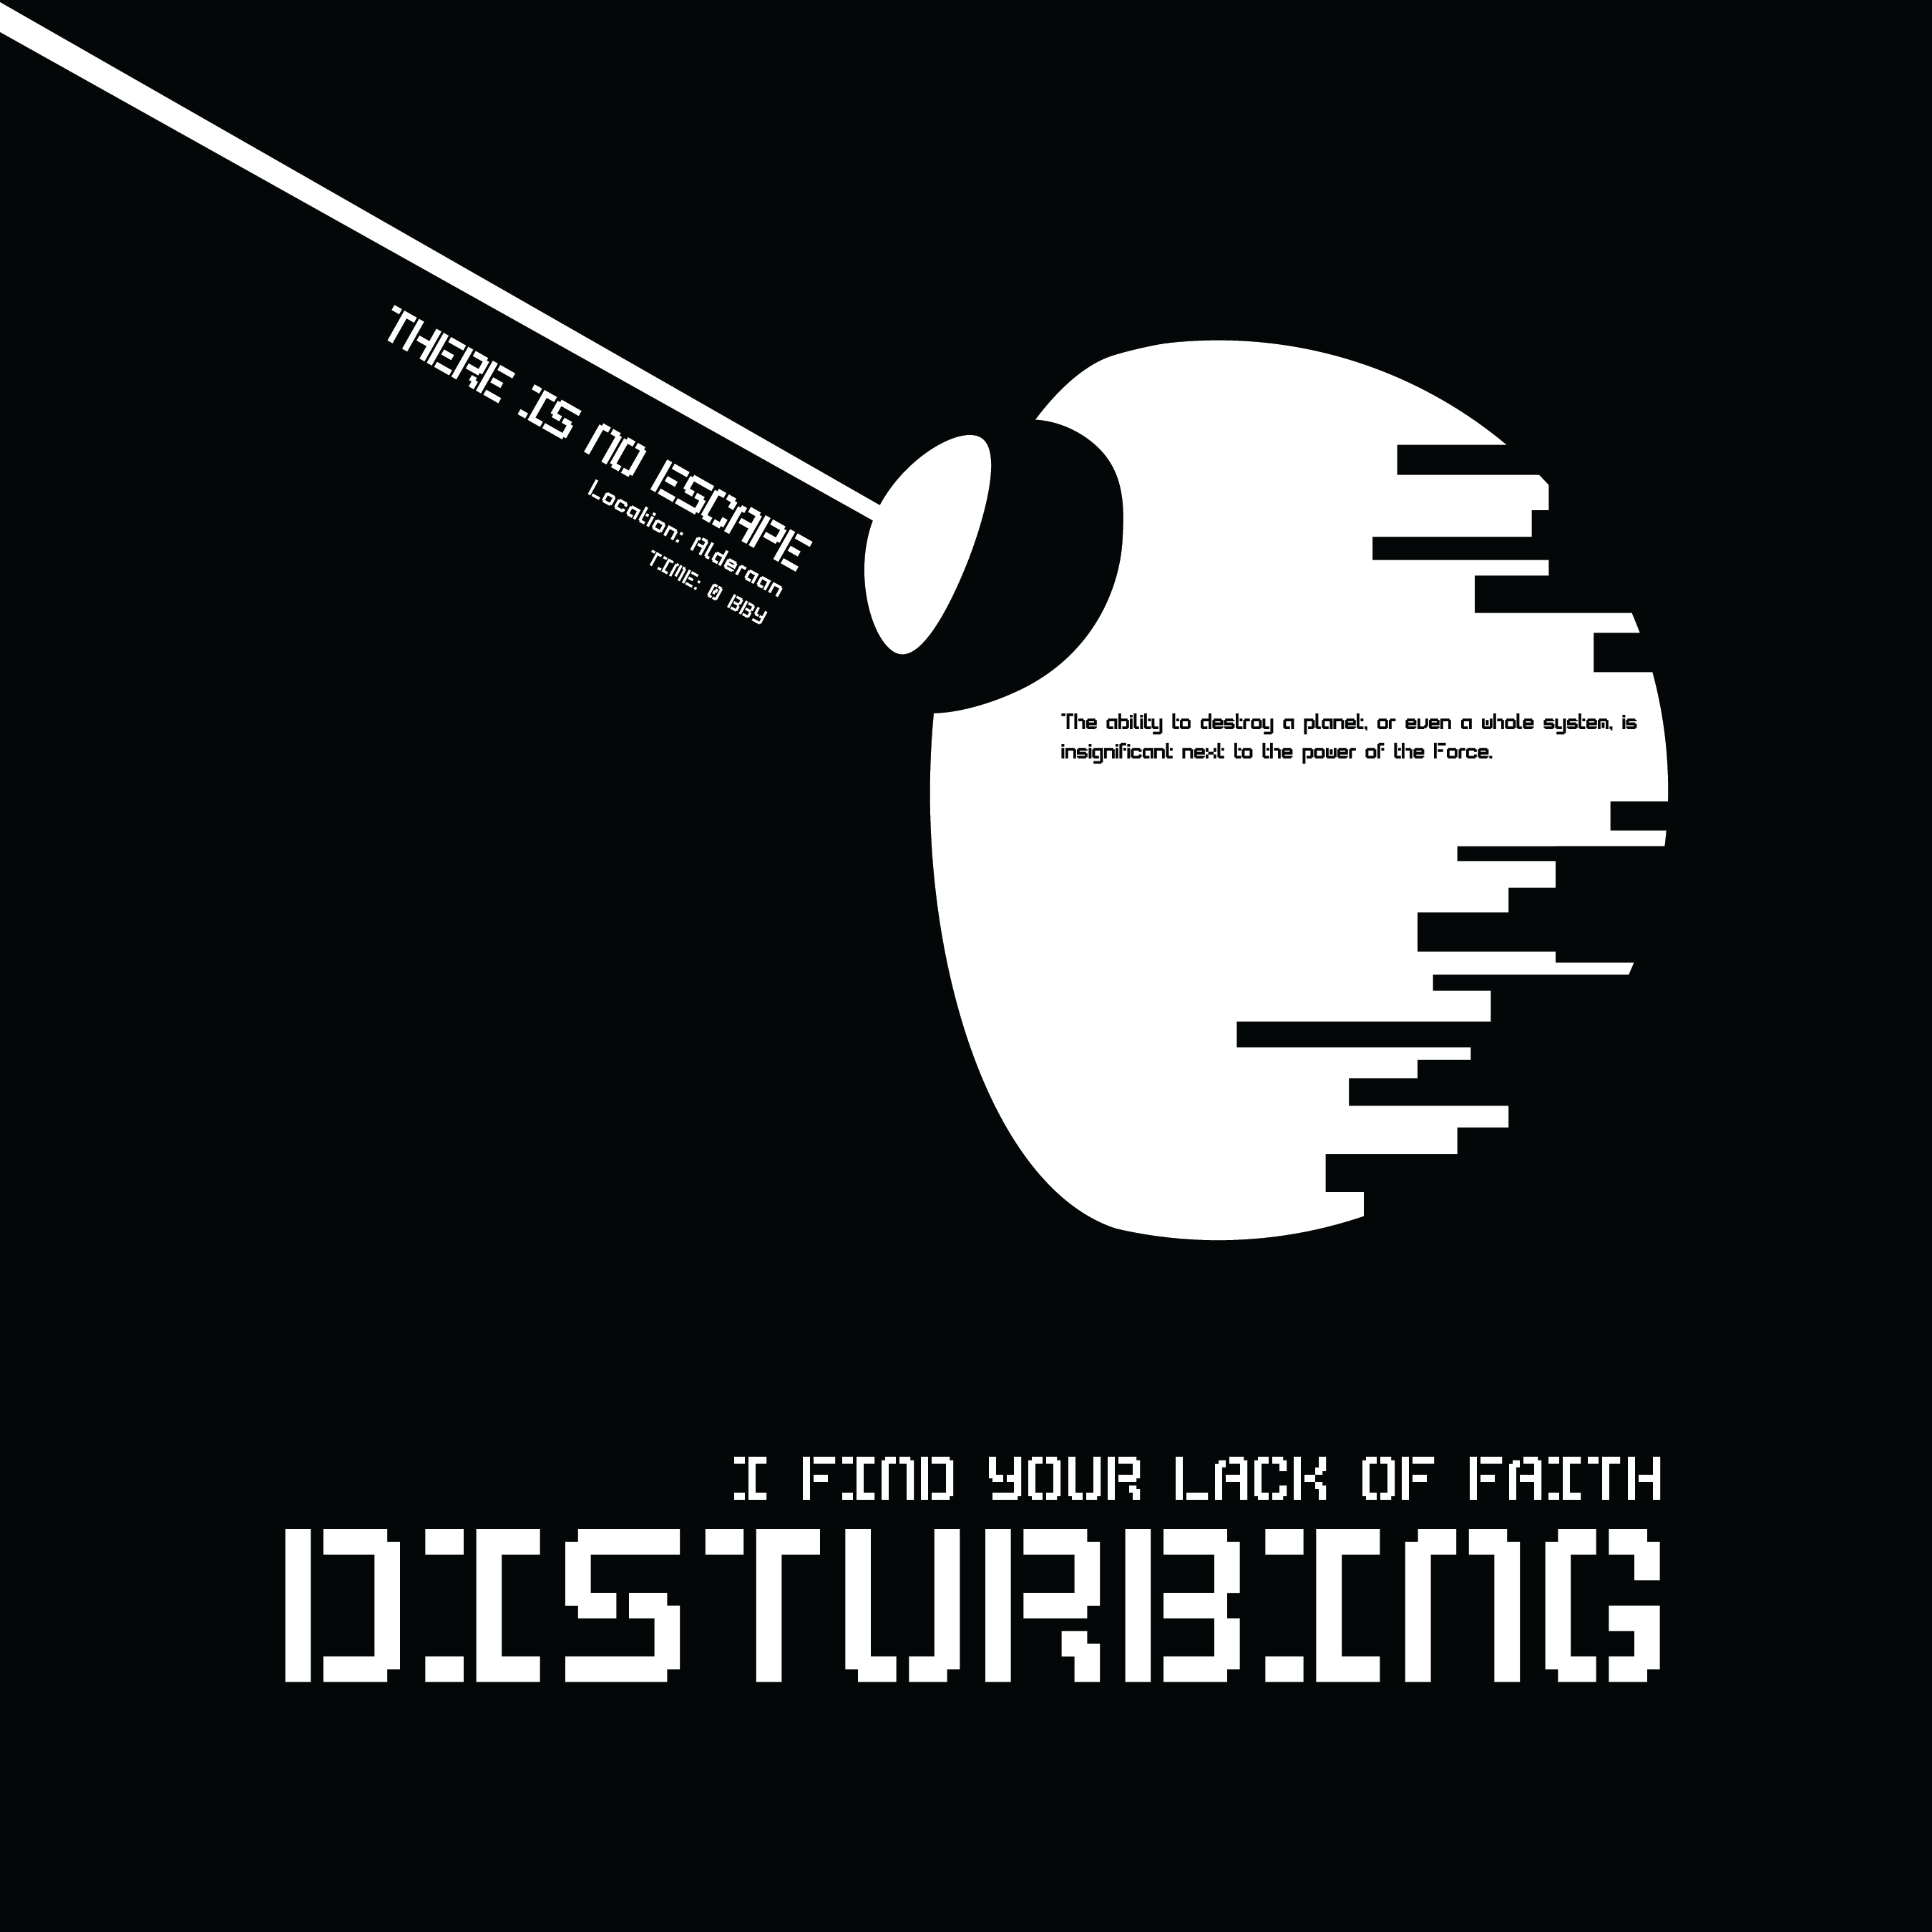 THERE IS NO ESCAPE
Location: Alderaan
TIME: 0 BBY
The ability to destroy a planet, or even a whole system, is
insignificant next to the power of the Force.
I FIND YOUR LACK OF FAITH
DISTURBING